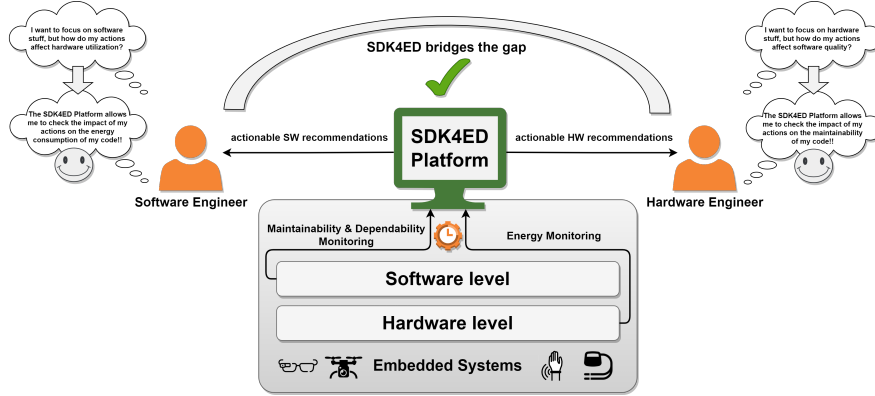 I want to focus on software
stuff, but how do my actions
affect hardware utilization?
The SDK4ED Platform allows
me to check the impact of my
actions on the energy
consumption of my code!!
Software Engineer
SDK4ED bridges the gap
SDK4ED
Platform
actionable SW recommendations
actionable HW recommendations
I want to focus on hardware
stuff, but how do my actions
affect software quality?
The SDK4ED Platform allows
me to check the impact of my
actions on the maintainability
of my code!!
Hardware Engineer
Maintainability & Dependability
Monitoring
Energy Monitoring
Software level
Hardware level
Embedded Systems